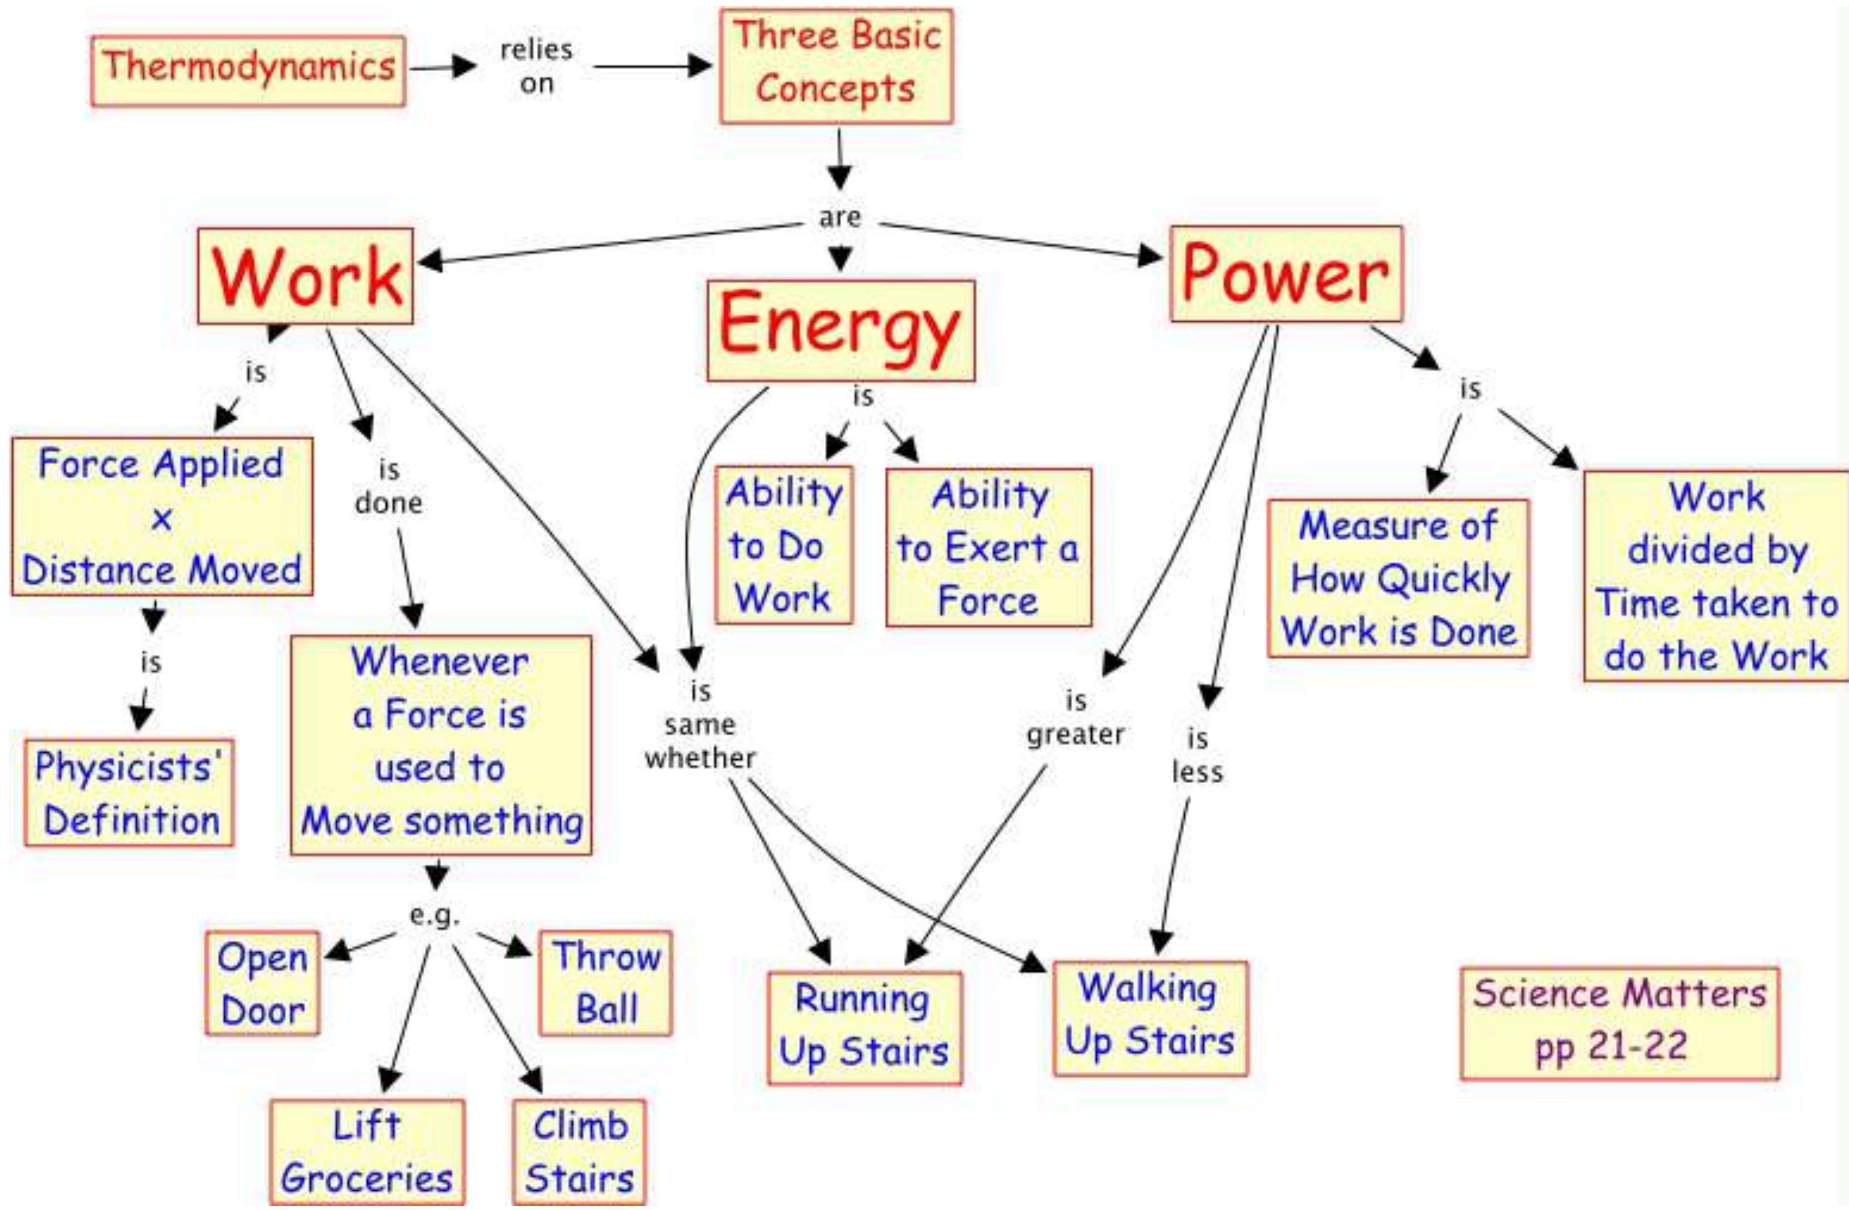 Thermodynamics
relies
on
Three Basic
Concepts
are
Work
Energy
Power
is
Force Applied
x
Distance Moved
is
Physicists'
Definition
is
done
Whenever
a Force is
used to
Move something
e.g.
Open
Door
Throw
Ball
Lift
Groceries
Climb
Stairs
is
Ability
to Do
Work
Ability
to Exert a
Force
is
same
whether
is
greater
is
less
Running
Up Stairs
Walking
Up Stairs
is
Measure of
How Quickly
Work is Done
Work
divided by
Time taken to
do the Work
Science Matters
pp 21-22